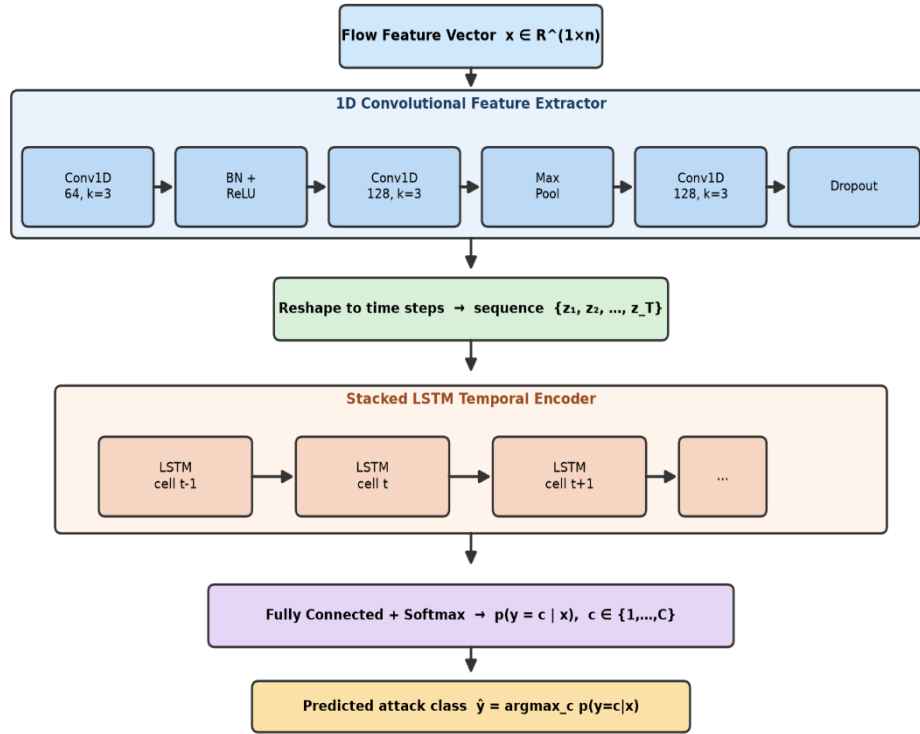 Flow Feature Vector x ∈ R^(1×n)
1D Convolutional Feature Extractor
Conv1D
64, k=3
BN +
ReLU
Conv1D
128, k=3
Max
Pool
Conv1D
128, k=3
Dropout
Reshape to time steps → sequence {z₁, z₂, ..., z_T}
Stacked LSTM Temporal Encoder
LSTM
cell t-1
LSTM
cell t
LSTM
cell t+1
...
Fully Connected + Softmax → p(y = c | x), c ∈ {1,...,C}
Predicted attack class ŷ = argmax_c p(y=c|x)